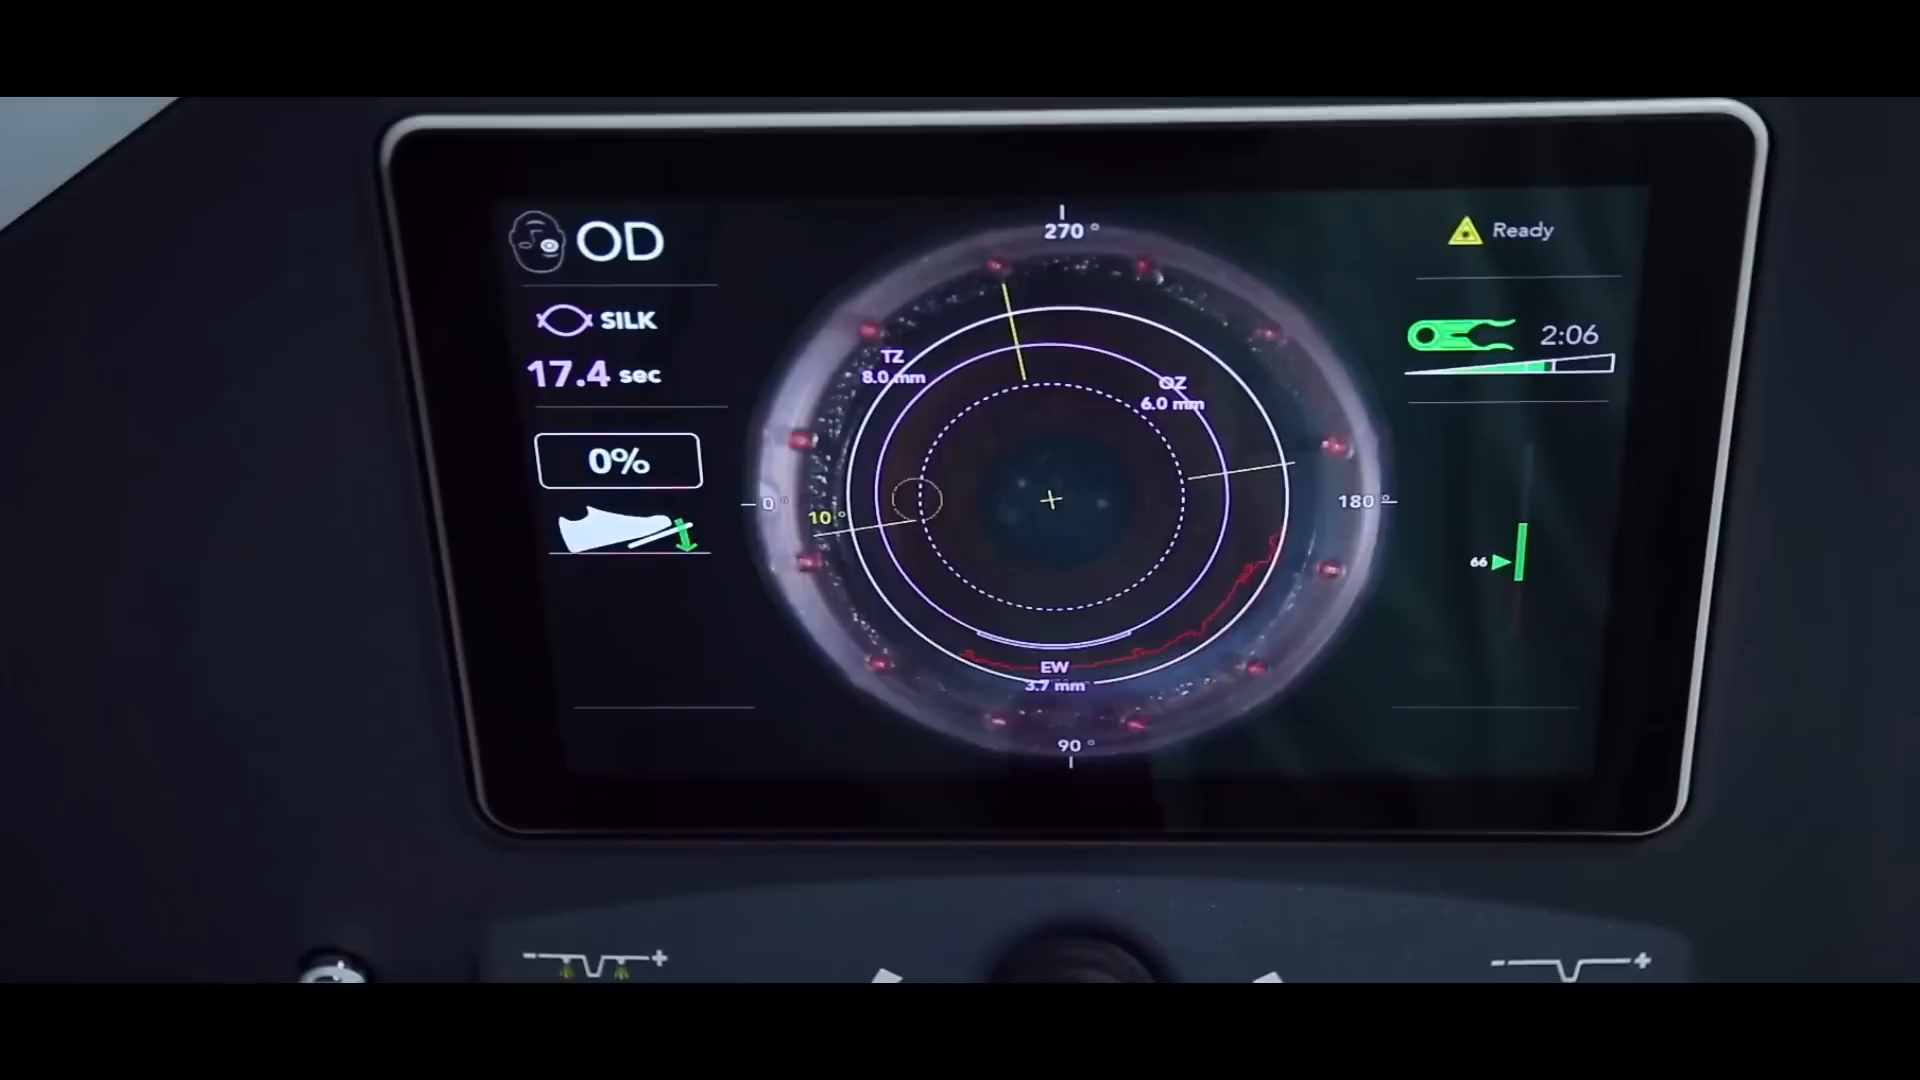 OD
SILK
17.4 sec
0%
270 °
TZ
8.0 mm
OZ
6.0 mm
0 °
10 °
180 °
EW
3.7 mm
90 °
Ready
2:06
66
- +
- +